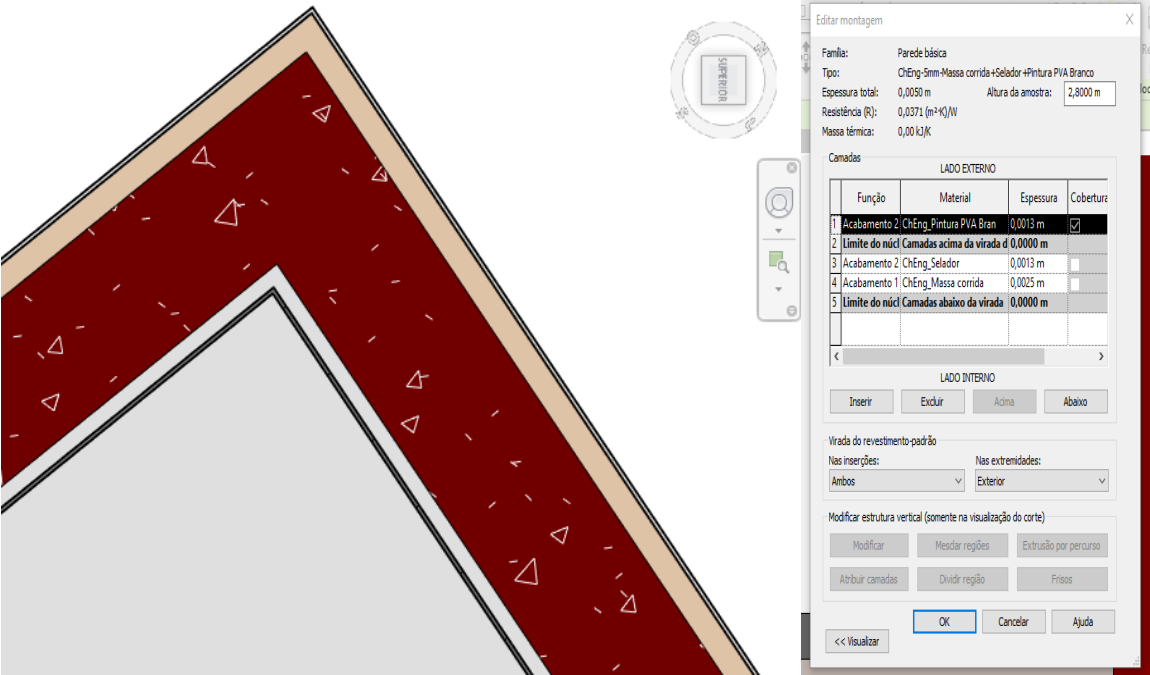 SUPERIOR
Editar montagem
Família: Parede básica
Tipo: ChEng-5mm-Massa corrida+Selador+Pintura PVA Branco
Espessura total: 0,0050 m Altura da amostra: 2,8000 m
Resistência (R): 0,0371 (m²·K)/W
Massa térmica: 0,00 kJ/K
Camadas
LADO EXTERNO
Função Material Espessura Cobertura
1 Acabamento 2 ChEng_Pintura PVA Bran 0,0013 m
2 Limite do núcl Camadas acima da virada d 0,0000 m
3 Acabamento 2 ChEng_Selador 0,0013 m
4 Acabamento 1 ChEng_Massa corrida 0,0025 m
5 Limite do núcl Camadas abaixo da virada 0,0000 m
LADO INTERNO
Inserir Excluir Acima Abaixo
Virada do revestimento-padrão
Nas inserções: Nas extremidades:
Ambos Exterior
Modificar estrutura vertical (somente na visualização do corte)
Modificar Mesclar regiões Extrusão por percurso
Atribuir camadas Dividir região Frisos
OK Cancelar Ajuda
<< Visualizar